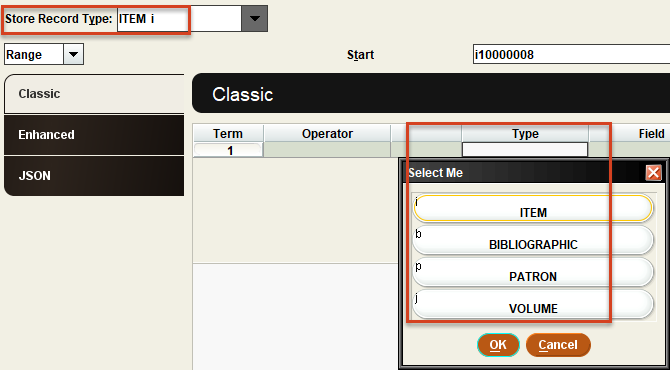 Store Record Type: ITEM i
Range Start i10000008
Classic
Enhanced
JSON
Classic
Term Operator Type Field
1
Select Me
i ITEM
b BIBLIOGRAPHIC
p PATRON
j VOLUME
OK Cancel